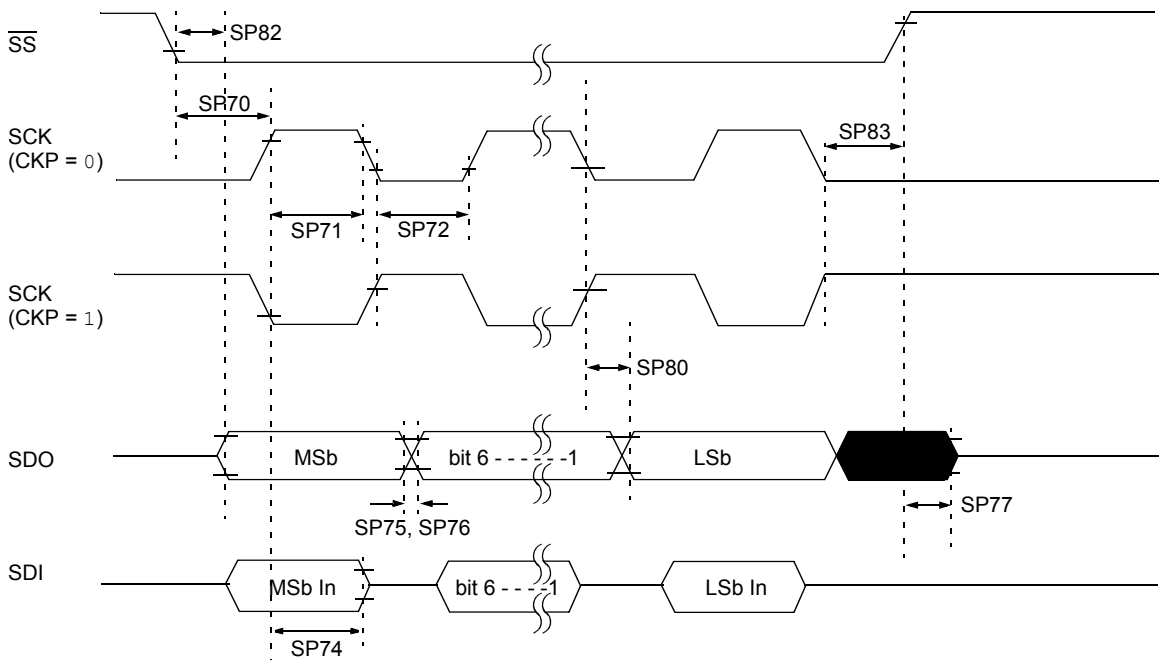 SS
SP82
SP70
SCK
(CKP = 0)
SP83
SP71
SP72
SCK
(CKP = 1)
SP80
SDO
MSb
bit 6 - - - - - -1
LSb
SP75, SP76
SP77
SDI
MSb In
bit 6 - - - -1
LSb In
SP74